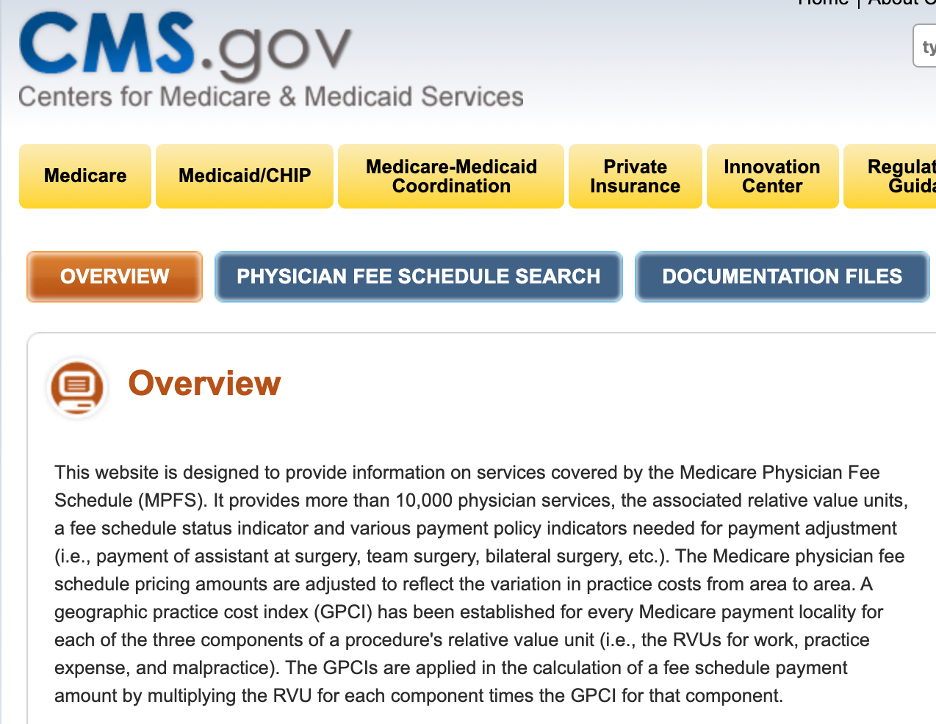 Home | About C
CMS.gov
ty
Centers for Medicare & Medicaid Services
Medicare
Medicaid/CHIP
Medicare-Medicaid
Coordination
Private
Insurance
Innovation
Center
Regulat
Guida
OVERVIEW
PHYSICIAN FEE SCHEDULE SEARCH
DOCUMENTATION FILES
Overview
This website is designed to provide information on services covered by the Medicare Physician Fee
Schedule (MPFS). It provides more than 10,000 physician services, the associated relative value units,
a fee schedule status indicator and various payment policy indicators needed for payment adjustment
(i.e., payment of assistant at surgery, team surgery, bilateral surgery, etc.). The Medicare physician fee
schedule pricing amounts are adjusted to reflect the variation in practice costs from area to area. A
geographic practice cost index (GPCI) has been established for every Medicare payment locality for
each of the three components of a procedure's relative value unit (i.e., the RVUs for work, practice
expense, and malpractice). The GPCIs are applied in the calculation of a fee schedule payment
amount by multiplying the RVU for each component times the GPCI for that component.